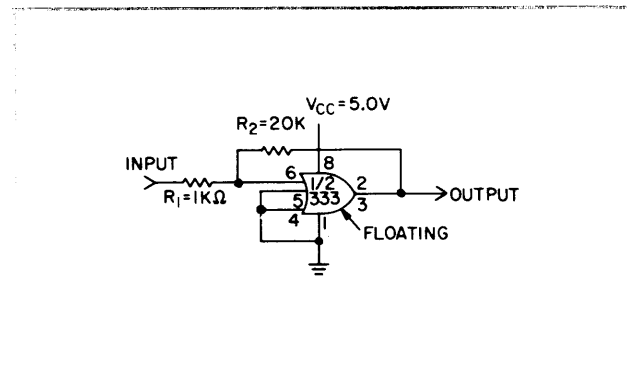 VCC=5.0V
R2=20K
INPUT
R1=1KΩ
6
8
1/2
333
5
4
1
2
3
OUTPUT
FLOATING